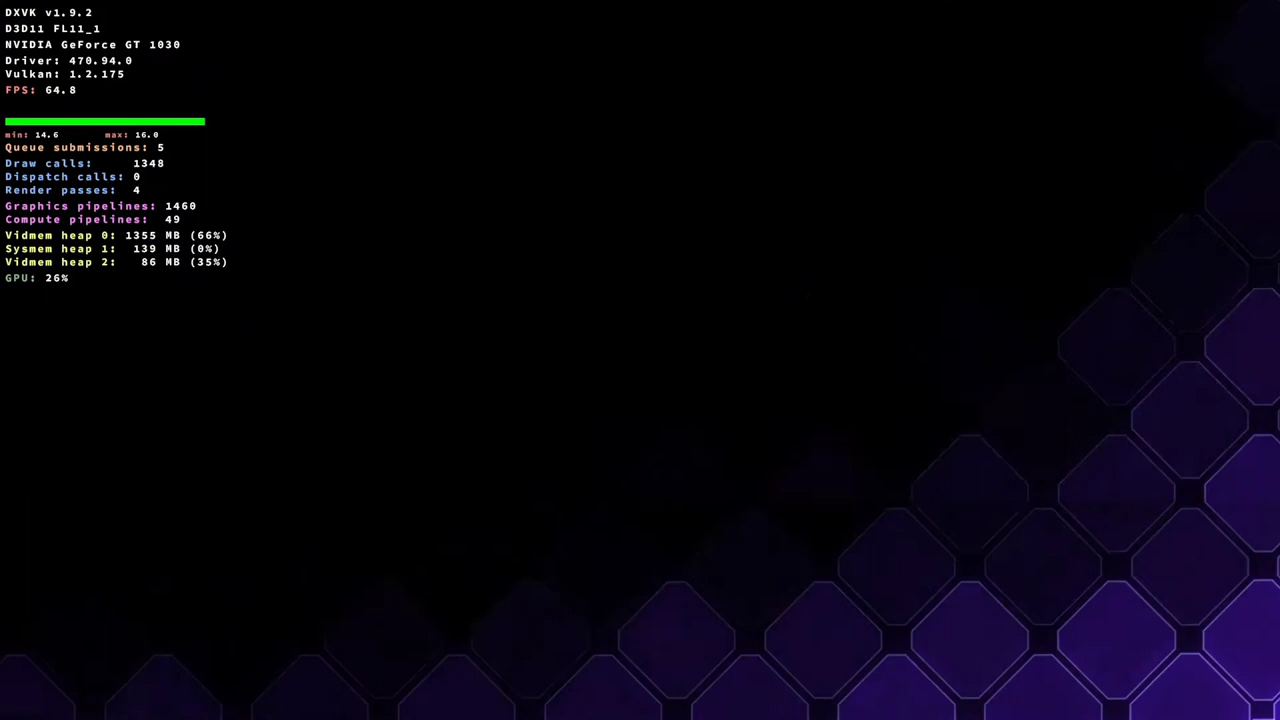 DXVK v1.9.2
D3D11 FL11_1
NVIDIA GeForce GT 1030
Driver: 470.94.0
Vulkan: 1.2.175
FPS: 64.8
min: 14.6 max: 16.0
Queue submissions: 5
Draw calls: 1348
Dispatch calls: 0
Render passes: 4
Graphics pipelines: 1460
Compute pipelines: 49
Vidmem heap 0: 1355 MB (66%)
Sysmem heap 1: 139 MB (0%)
Vidmem heap 2: 86 MB (35%)
GPU: 26%